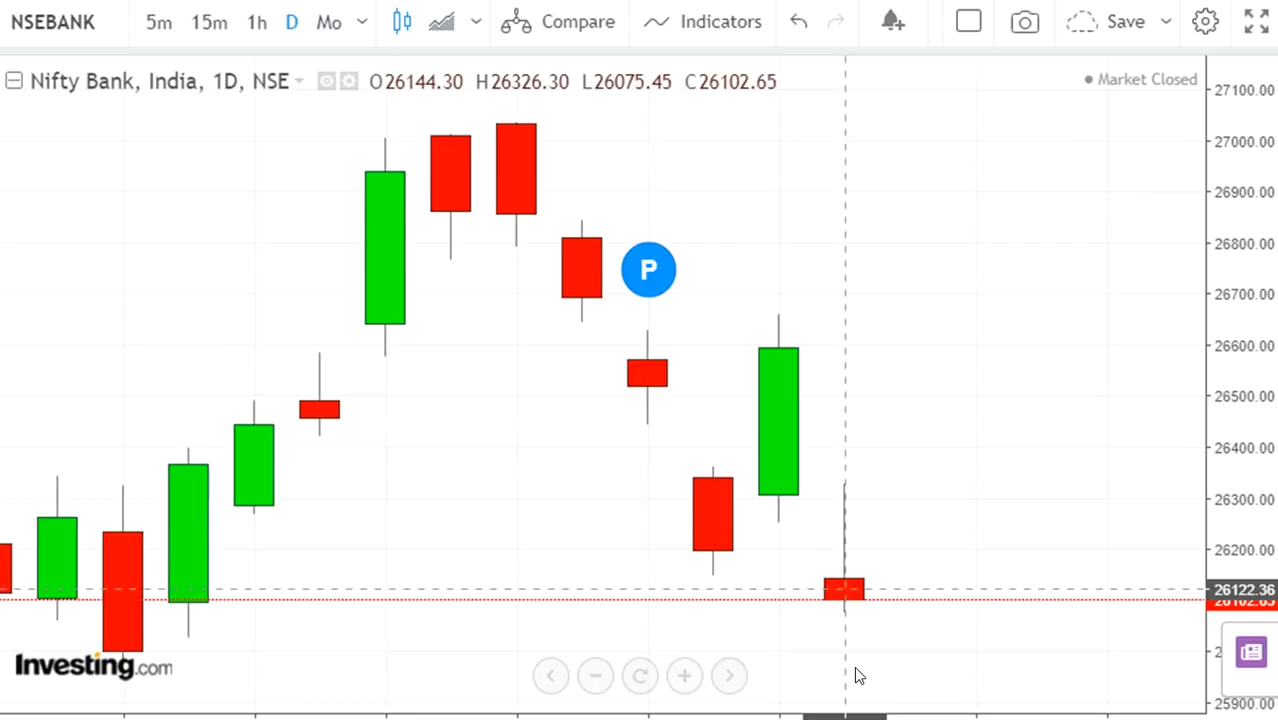 NSEBANK 5m 15m 1h D Mo Compare Indicators Save
Nifty Bank, India, 1D, NSE O26144.30 H26326.30 L26075.45 C26102.65
Market Closed
27100.00
27000.00
26900.00
26800.00
P
26700.00
26600.00
26500.00
26400.00
26300.00
26200.00
26122.36
26102.65
Investing.com
25900.00